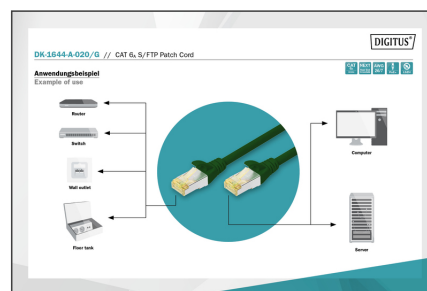 DIGITUS®
DK-1644-A-020/G // CAT 6A S/FTP Patch Cord
Anwendungsbeispiel
Example of use
Router
Switch
Wall outlet
Floor tank
Computer
Server